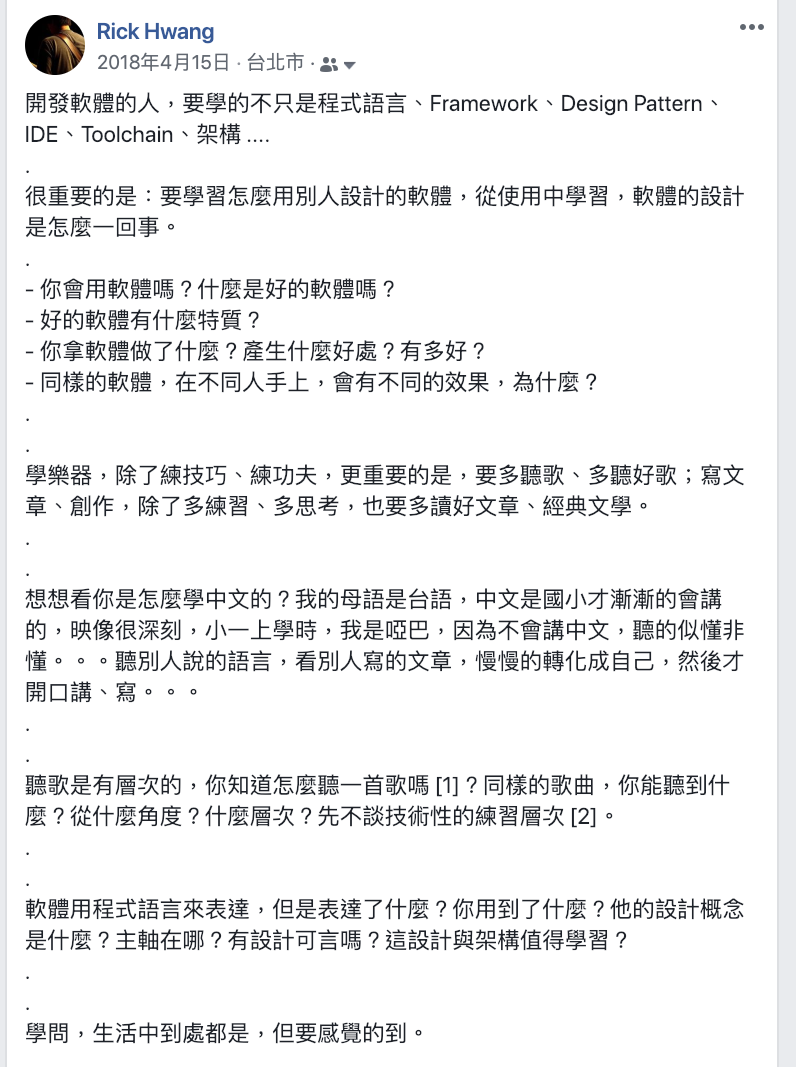 Rick Hwang
2018年4月15日 · 台北市 ·
開發軟體的人，要學的不只是程式語言、Framework、Design Pattern、
IDE、Toolchain、架構 ....
.
很重要的是：要學習怎麼用別人設計的軟體，從使用中學習，軟體的設計
是怎麼一回事。
.
- 你會用軟體嗎？什麼是好的軟體嗎？
- 好的軟體有什麼特質？
- 你拿軟體做了什麼？產生什麼好處？有多好？
- 同樣的軟體，在不同人手上，會有不同的效果，為什麼？
.
.
學樂器，除了練技巧、練功夫，更重要的是，要多聽歌、多聽好歌；寫文
章、創作，除了多練習、多思考，也要多讀好文章、經典文學。
.
.
想想看你是怎麼學中文的？我的母語是台語，中文是國小才漸漸的會講
的，映像很深刻，小一上學時，我是啞巴，因為不會講中文，聽的似懂非
懂。。。聽別人說的語言，看別人寫的文章，慢慢的轉化成自己，然後才
開口講、寫。。。
.
.
聽歌是有層次的，你知道怎麼聽一首歌嗎 [1]？同樣的歌曲，你能聽到什
麼？從什麼角度？什麼層次？先不談技術性的練習層次 [2]。
.
.
軟體用程式語言來表達，但是表達了什麼？你用到了什麼？他的設計概念
是什麼？主軸在哪？有設計可言嗎？這設計與架構值得學習？
.
.
學問，生活中到處都是，但要感覺的到。